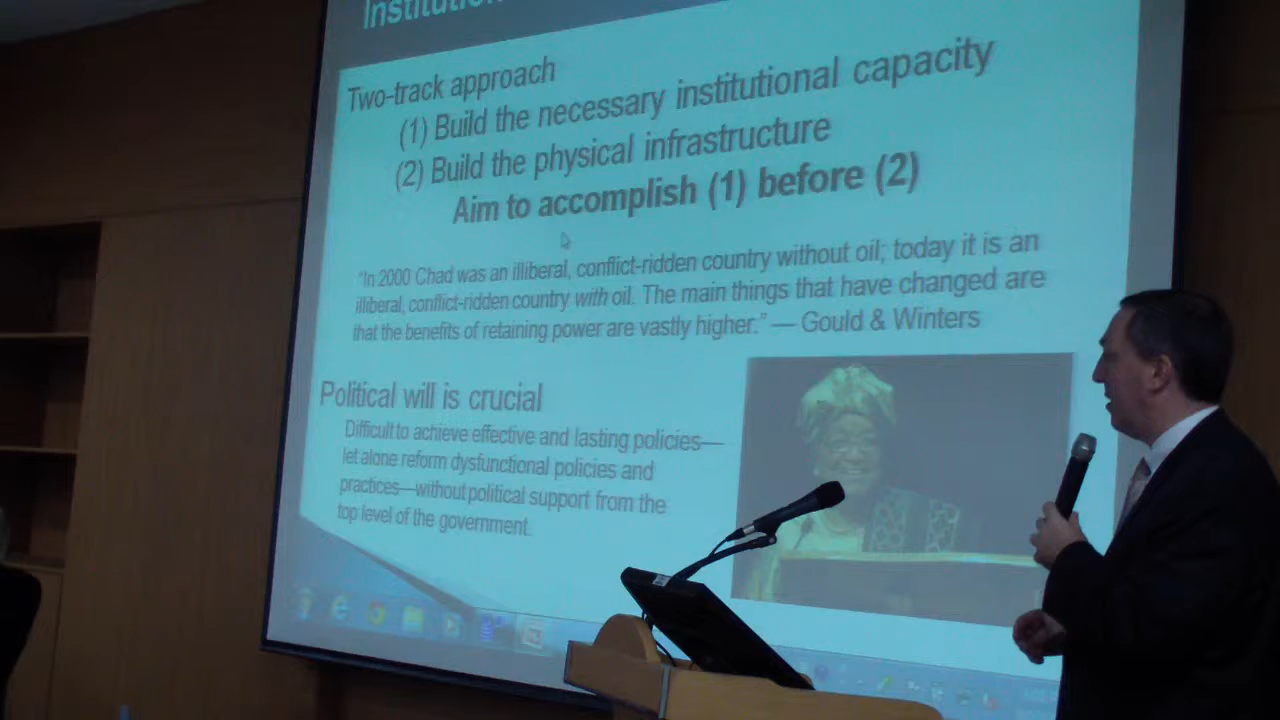 Two-track approach
(1) Build the necessary institutional capacity
(2) Build the physical infrastructure
Aim to accomplish (1) before (2)
"In 2000 Chad was an illiberal, conflict-ridden country without oil; today it is an
illiberal, conflict-ridden country with oil. The main things that have changed are
that the benefits of retaining power are vastly higher." — Gould & Winters
Political will is crucial
Difficult to achieve effective and lasting policies—
let alone reform dysfunctional policies and
practices—without political support from the
top level of the government.